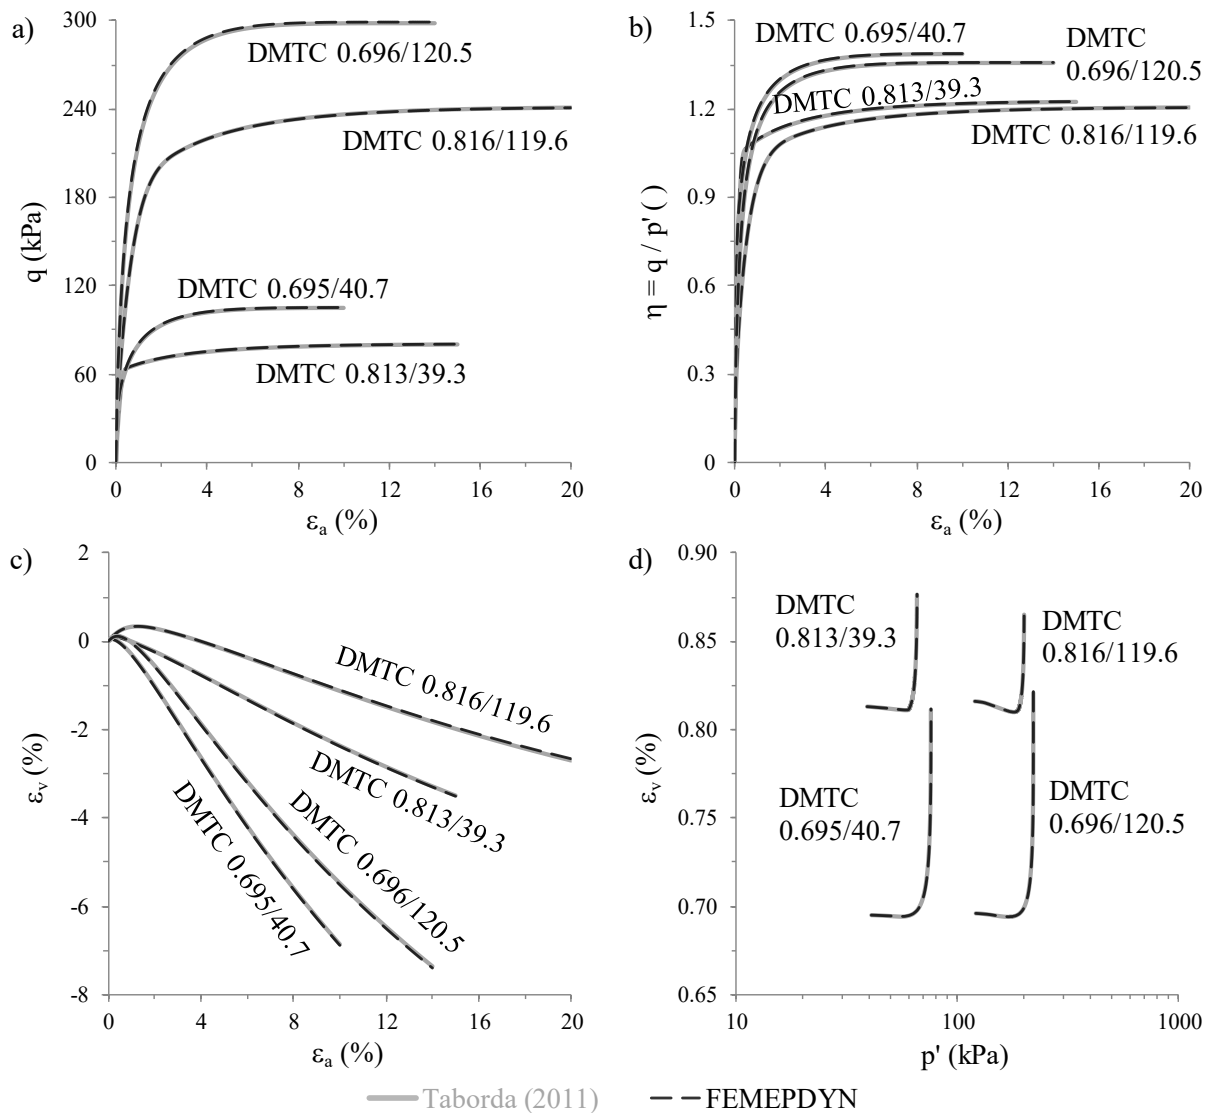 a)
300
240
180
120
60
0
q (kPa)
DMTC 0.696/120.5
DMTC 0.816/119.6
DMTC 0.695/40.7
DMTC 0.813/39.3
0
4
8
12
16
20
εa (%)
b)
1.5
1.2
0.9
0.6
0.3
0
η = q / p' ( )
DMTC 0.695/40.7
DMTC
0.696/120.5
DMTC 0.813/39.3
DMTC 0.816/119.6
0
4
8
12
16
20
εa (%)
c)
2
0
-2
-4
-6
-8
εv (%)
DMTC 0.816/119.6
DMTC 0.813/39.3
DMTC 0.696/120.5
DMTC 0.695/40.7
0
4
8
12
16
20
εa (%)
d)
0.90
0.85
0.80
0.75
0.70
0.65
εv (%)
DMTC
0.813/39.3
DMTC
0.816/119.6
DMTC
0.695/40.7
DMTC
0.696/120.5
10
100
1000
p' (kPa)
Taborda (2011)
FEMEPDYN